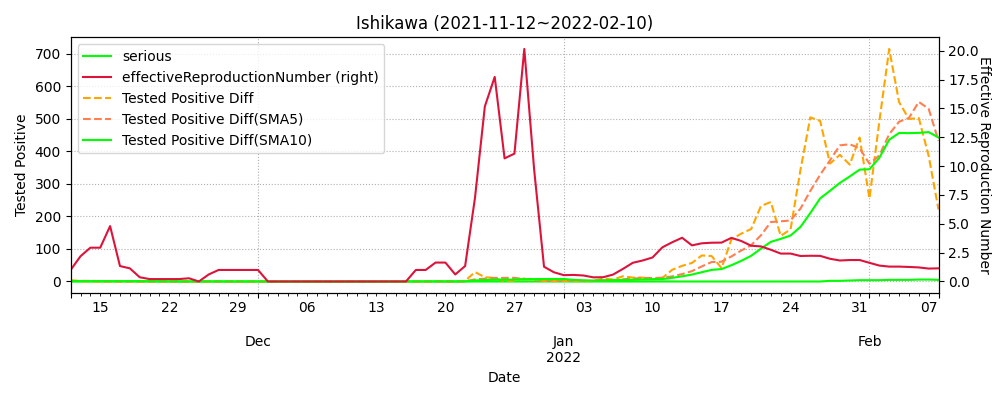 Ishikawa (2021-11-12~2022-02-10)
serious
effectiveReproductionNumber (right)
Tested Positive Diff
Tested Positive Diff(SMA5)
Tested Positive Diff(SMA10)
Tested Positive
700
600
500
400
300
200
100
0
20.0
17.5
15.0
12.5
10.0
7.5
5.0
2.5
0.0
Effective Reproduction Number
15 22 29 06 13 20 27 03 10 17 24 31 07
Dec Jan Feb
2022
Date